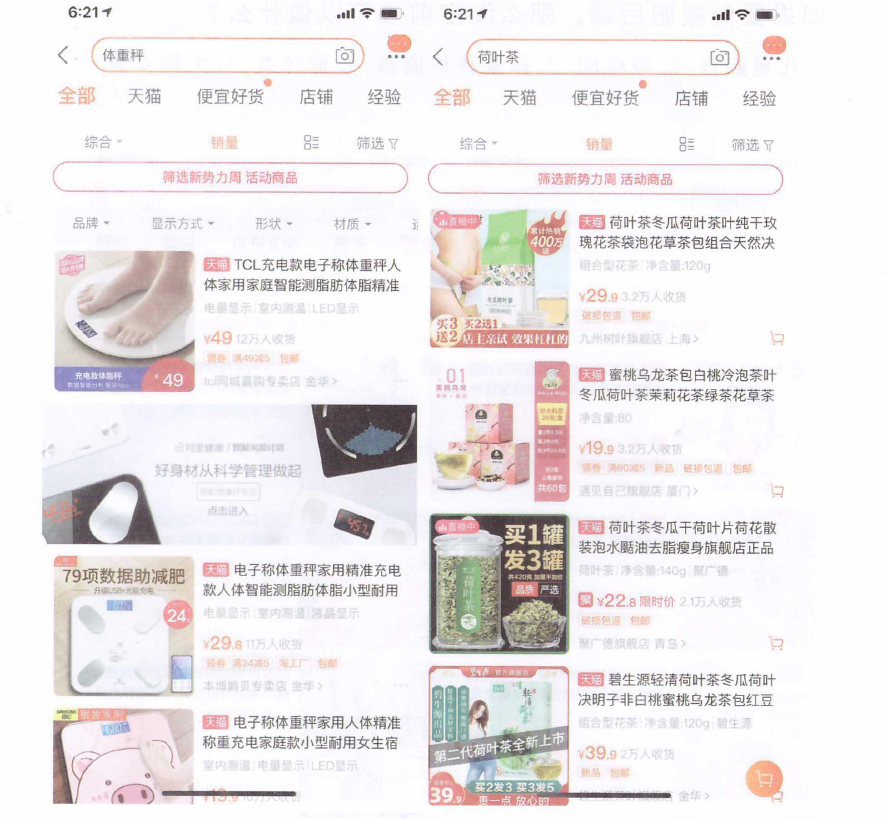 6:21
体重秤
全部
天猫
便宜好货
店铺
经验
综合
销量
筛选
筛选新势力周 活动商品
品牌
显示方式
形状
材质
天猫 TCL充电款电子称体重秤人
体家用家庭智能测脂肪体脂精准
电量显示 室内测温 LED显示
¥49 12万人收货
领券 满49减5 包邮
tcl同城喜购专卖店 金华>
充电款体脂秤
¥49
好身材从科学管理做起
点击进入
79项数据助减肥
24
天猫 电子称体重秤家用精准充电
款人体智能测脂肪体脂小型耐用
电量显示 室内测温 液晶显示
¥29.8 11万人收货
领券 满24减5 淘工厂 包邮
本博爵贝专卖店 金华>
天猫 电子称体重秤家用人体精准
称重充电家庭款小型耐用女生宿
室内测温 电量显示 LED显示
6:21
荷叶茶
全部
天猫
便宜好货
店铺
经验
综合
销量
筛选
筛选新势力周 活动商品
直播中
累计热销
400万
买3送2
买2送1
店主亲试 效果杠杠的
天猫 荷叶茶冬瓜荷叶茶叶纯干玫
瑰花茶袋泡花草茶包组合天然决
组合型花茶 净含量:120g
¥29.9 3.2万人收货
破损包退 包邮
九州树叶旗舰店 上海>
.01
蜜桃乌龙
共60包
天猫 蜜桃乌龙茶包白桃冷泡茶叶
冬瓜荷叶茶茉莉花茶绿茶花草茶
净含量:80
¥19.9 3.2万人收货
领券 满60减5 新品 破损包退 包邮
遇见自己旗舰店 厦门>
直播中
买1罐
发3罐
品质 严选
荷叶茶
天猫 荷叶茶冬瓜干荷叶片荷花散
装泡水飐油去脂瘦身旗舰店正品
荷叶茶 净含量:140g 聚广德
聚 ¥22.8 限时价 2.1万人收货
破损包退 包邮
聚广德旗舰店 青岛>
官方旗舰店
碧生源出品
第二代荷叶茶全新上市
39.9
买2发3 买3发5
贵一点 放心的
天猫 碧生源轻清荷叶茶冬瓜荷叶
决明子非白桃蜜桃乌龙茶包红豆
组合型花茶 净含量:120g 碧生源
¥39.9 2万人收货
新品 包邮
金华>